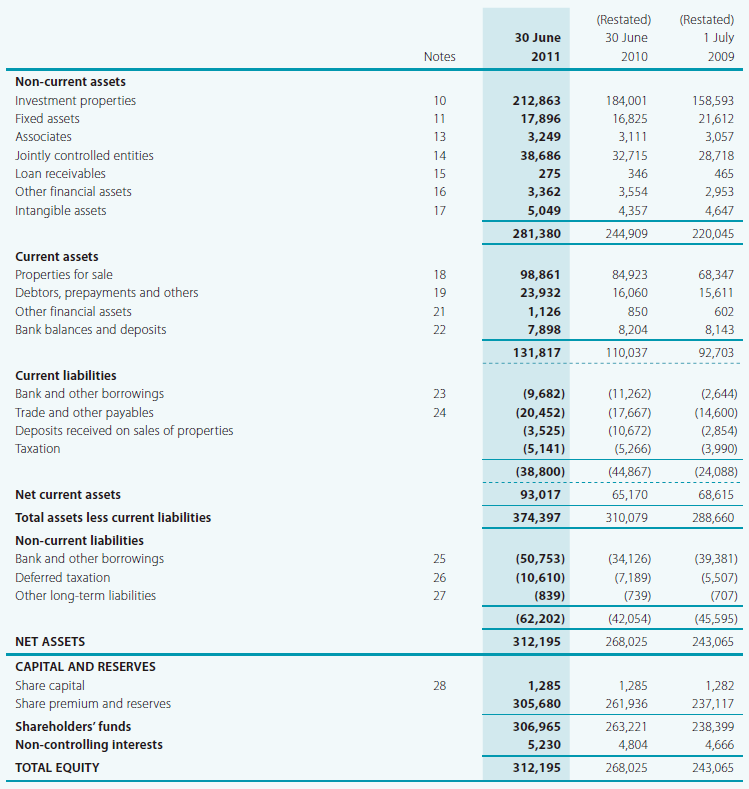 (Restated) (Restated)
30 June 30 June 1 July
Notes 2011 2010 2009
Non-current assets
Investment properties 10 212,863 184,001 158,593
Fixed assets 11 17,896 16,825 21,612
Associates 13 3,249 3,111 3,057
Jointly controlled entities 14 38,686 32,715 28,718
Loan receivables 15 275 346 465
Other financial assets 16 3,362 3,554 2,953
Intangible assets 17 5,049 4,357 4,647
281,380 244,909 220,045
Current assets
Properties for sale 18 98,861 84,923 68,347
Debtors, prepayments and others 19 23,932 16,060 15,611
Other financial assets 21 1,126 850 602
Bank balances and deposits 22 7,898 8,204 8,143
131,817 110,037 92,703
Current liabilities
Bank and other borrowings 23 (9,682) (11,262) (2,644)
Trade and other payables 24 (20,452) (17,667) (14,600)
Deposits received on sales of properties (3,525) (10,672) (2,854)
Taxation (5,141) (5,266) (3,990)
(38,800) (44,867) (24,088)
Net current assets 93,017 65,170 68,615
Total assets less current liabilities 374,397 310,079 288,660
Non-current liabilities
Bank and other borrowings 25 (50,753) (34,126) (39,381)
Deferred taxation 26 (10,610) (7,189) (5,507)
Other long-term liabilities 27 (839) (739) (707)
(62,202) (42,054) (45,595)
NET ASSETS 312,195 268,025 243,065
CAPITAL AND RESERVES
Share capital 28 1,285 1,285 1,282
Share premium and reserves 305,680 261,936 237,117
Shareholders' funds 306,965 263,221 238,399
Non-controlling interests 5,230 4,804 4,666
TOTAL EQUITY 312,195 268,025 243,065